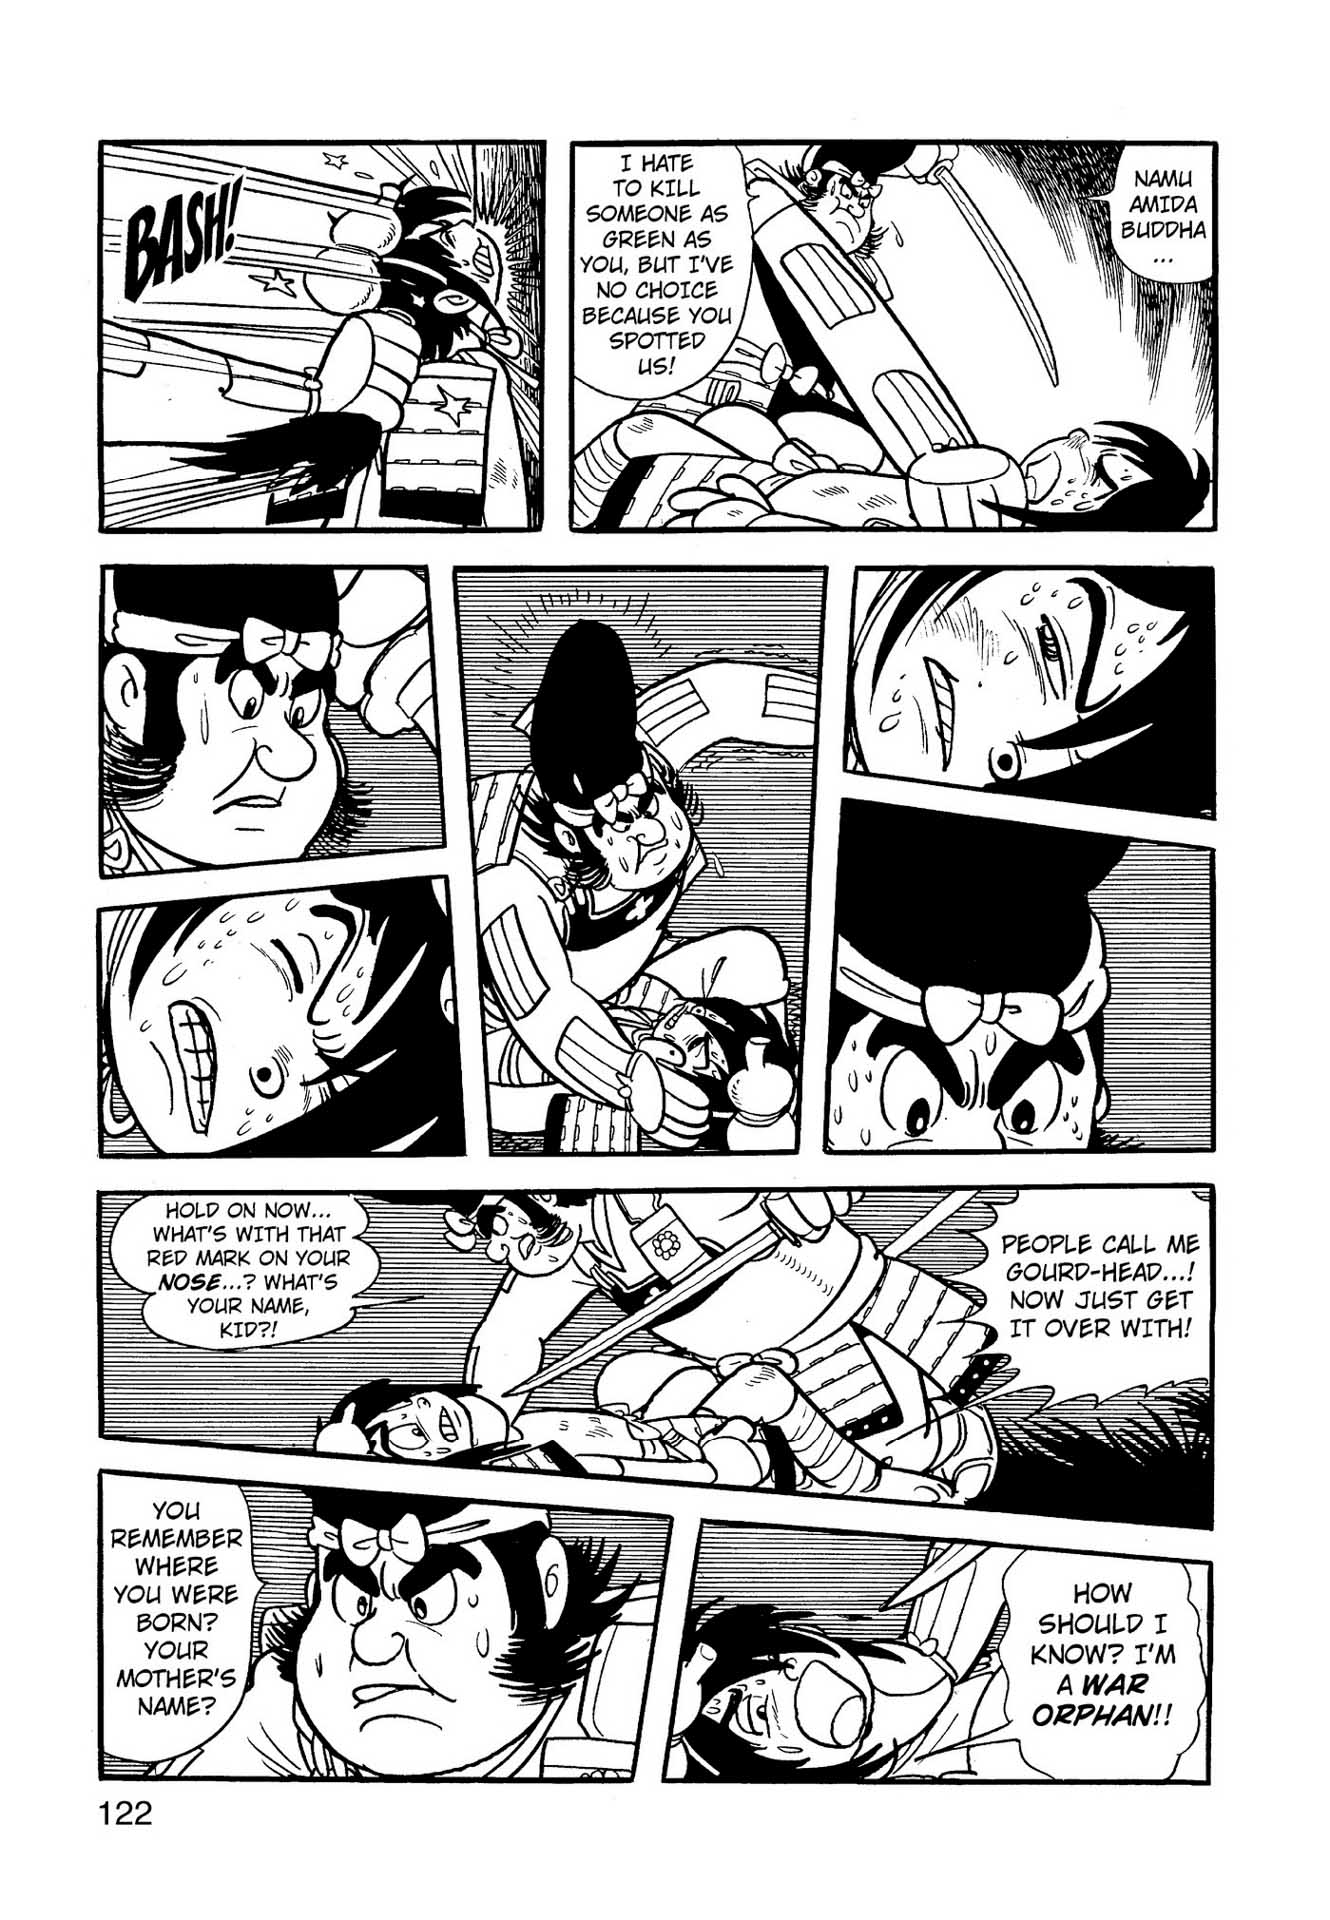 BASH!
I HATE
TO KILL
SOMEONE AS
GREEN AS
YOU, BUT I'VE
NO CHOICE
BECAUSE YOU
SPOTTED
US!
NAMU
AMIDA
BUDDHA
...
HOLD ON NOW...
WHAT'S WITH THAT
RED MARK ON YOUR
NOSE...? WHAT'S
YOUR NAME,
KID?!
PEOPLE CALL ME
GOURD-HEAD...!
NOW JUST GET
IT OVER WITH!
YOU
REMEMBER
WHERE
YOU WERE
BORN?
YOUR
MOTHER'S
NAME?
HOW
SHOULD I
KNOW? I'M
A WAR
ORPHAN!!
122